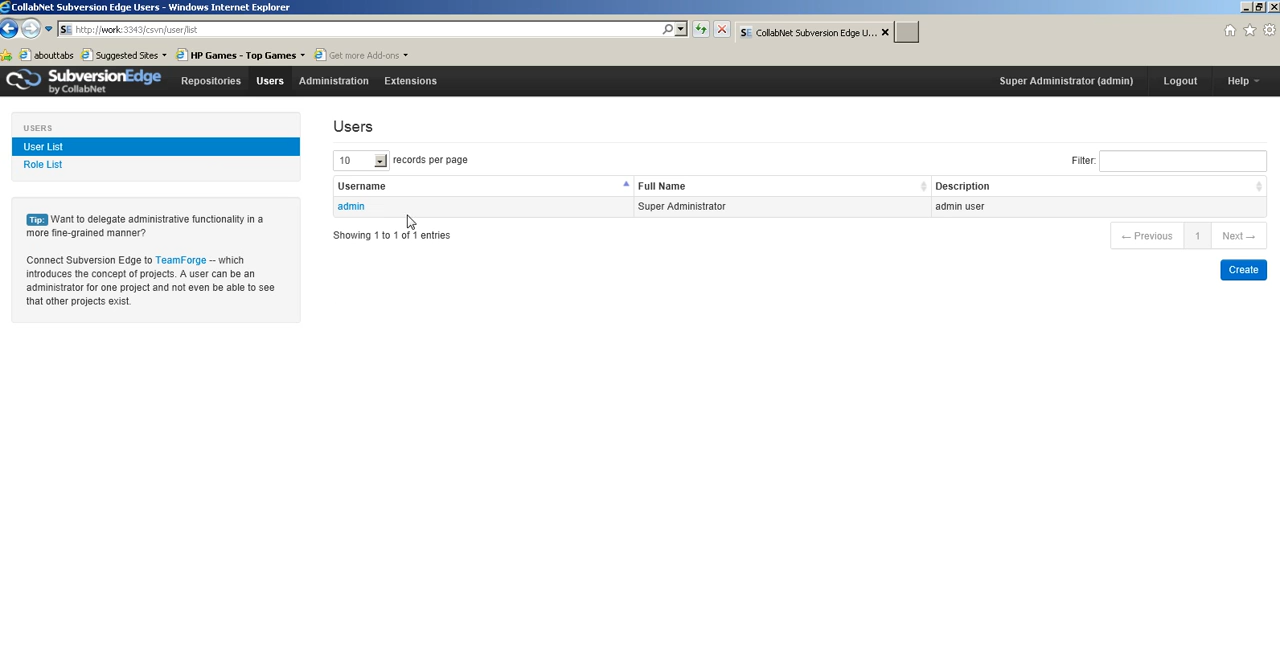 CollabNet Subversion Edge Users - Windows Internet Explorer
SE http://work:3343/csvn/user/list
SE CollabNet Subversion Edge U...
abouttabs Suggested Sites HP Games - Top Games Get more Add-ons
SubversionEdge
by CollabNet
Repositories Users Administration Extensions Super Administrator (admin) Logout Help
USERS
User List
Role List
Tip: Want to delegate administrative functionality in a
more fine-grained manner?
Connect Subversion Edge to TeamForge -- which
introduces the concept of projects. A user can be an
administrator for one project and not even be able to see
that other projects exist.
Users
10 records per page Filter:
Username Full Name Description
admin Super Administrator admin user
Showing 1 to 1 of 1 entries
← Previous 1 Next →
Create